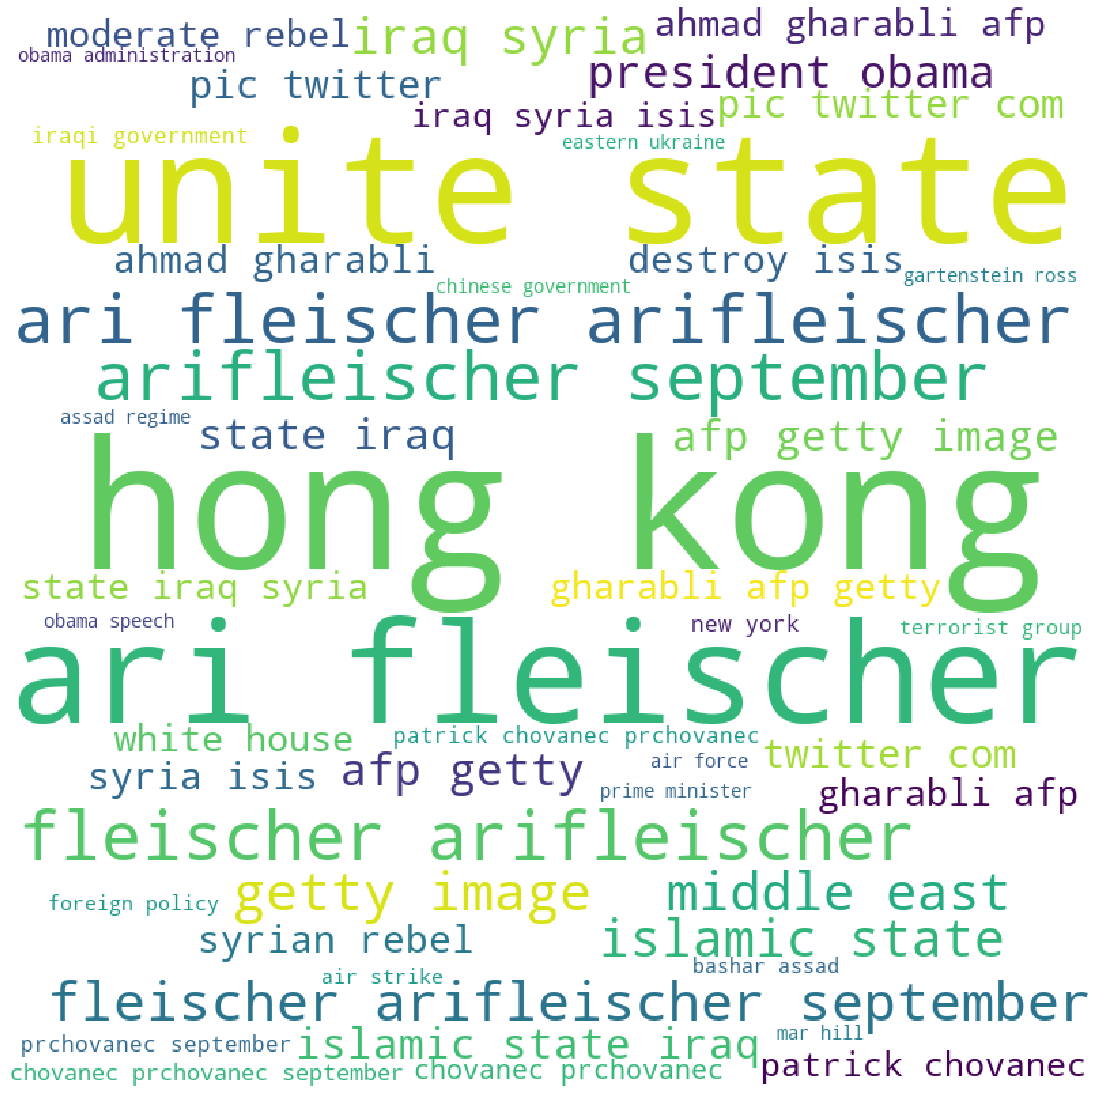 moderate rebel
iraq syria
ahmad gharabli afp
obama administration
pic twitter
president obama
iraq syria isis
pic twitter com
iraqi government
eastern ukraine
unite state
ahmad gharabli
destroy isis
gartenstein ross
chinese government
ari fleischer arifleischer
arifleischer september
assad regime
state iraq
afp getty image
hong kong
state iraq syria
gharabli afp getty
obama speech
new york
terrorist group
ari fleischer
white house
patrick chovanec prchovanec
twitter com
syria isis
afp getty
air force
prime minister
gharabli afp
fleischer arifleischer
getty image
middle east
foreign policy
syrian rebel
islamic state
air strike
bashar assad
fleischer arifleischer september
prchovanec september
islamic state iraq
mar hill
chovanec prchovanec september
chovanec prchovanec
patrick chovanec